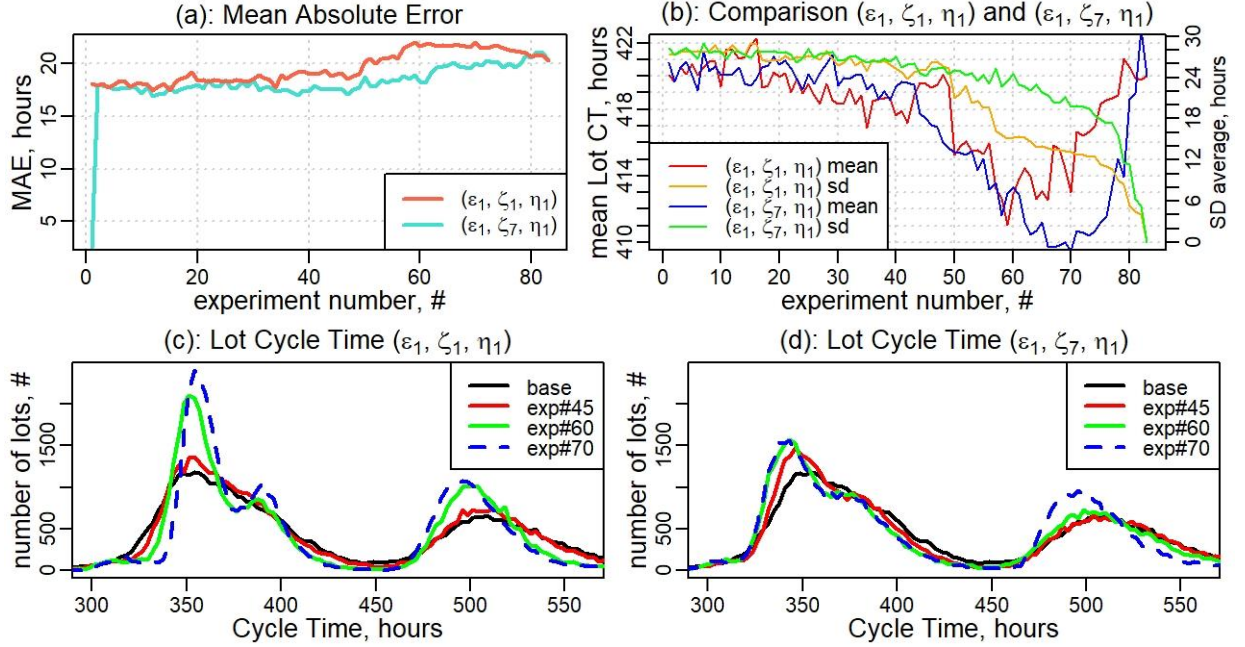 (a): Mean Absolute Error
MAE, hours
20
15
10
5
0
20
40
60
80
experiment number, #
(ε1, ζ1, η1)
(ε1, ζ7, η1)
(b): Comparison (ε1, ζ1, η1) and (ε1, ζ7, η1)
mean Lot CT, hours
422
418
414
410
SD average, hours
30
24
18
12
6
0
0
10
20
30
40
50
60
70
80
experiment number, #
(ε1, ζ1, η1) mean
(ε1, ζ1, η1) sd
(ε1, ζ7, η1) mean
(ε1, ζ7, η1) sd
(c): Lot Cycle Time (ε1, ζ1, η1)
number of lots, #
1500
500
0
300
350
400
450
500
550
Cycle Time, hours
base
exp#45
exp#60
exp#70
(d): Lot Cycle Time (ε1, ζ7, η1)
number of lots, #
1500
500
0
300
350
400
450
500
550
Cycle Time, hours
base
exp#45
exp#60
exp#70